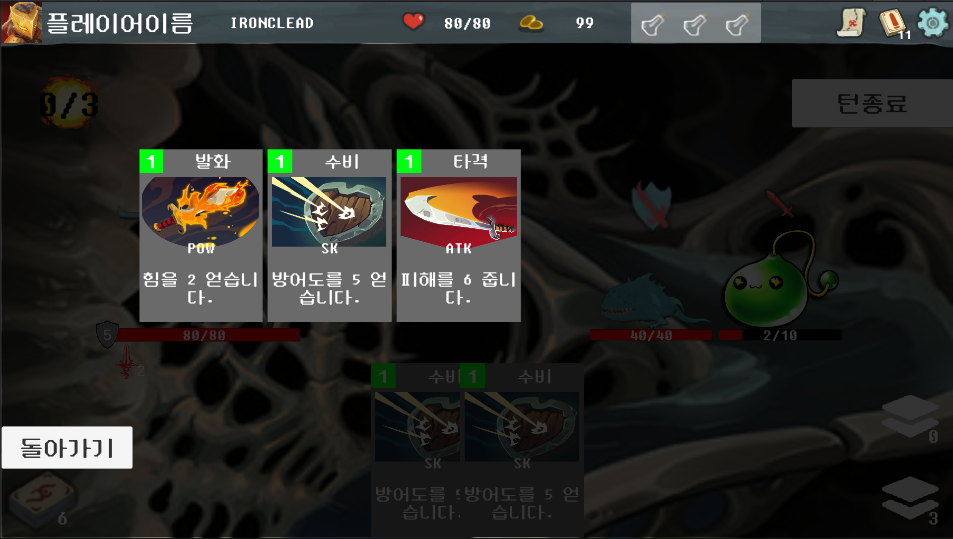 플레이어이름 IRONCLEAD 80/80 99 11
0/3 턴종료
1 발화 1 수비 1 타격
POW SK ATK
힘을 2 얻습니 방어도를 5 얻 피해를 6 줍니
다. 습니다. 다.
5 80/80 40/40 2/10
2
1 수비 1 수비
SK SK
방어도를 5 방어도를 5 얻
습니다. 습니다.
0
돌아가기
6 3